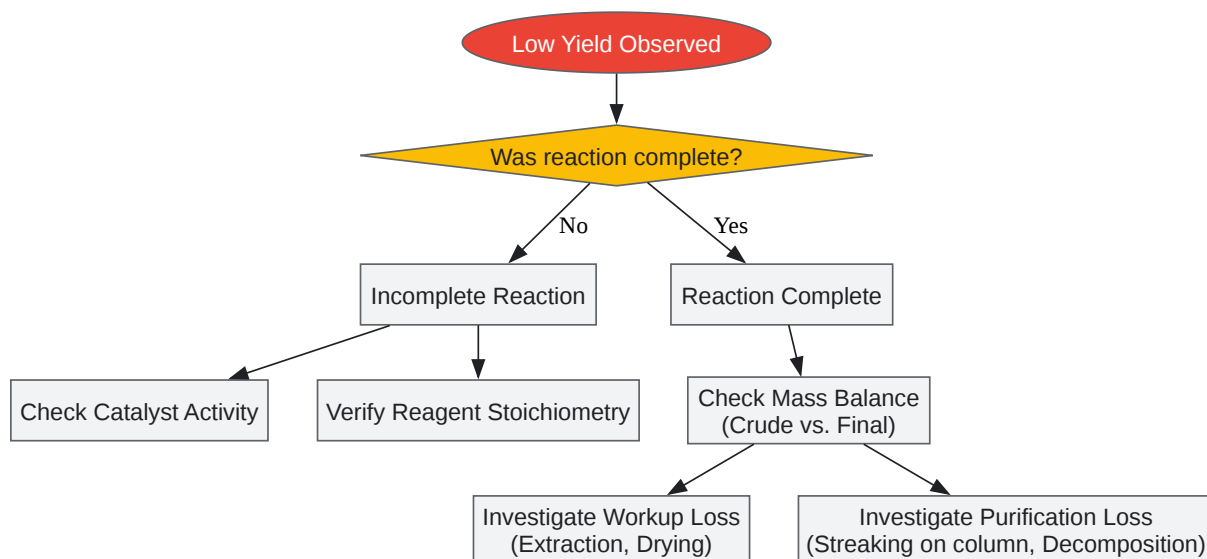 Low Yield Observed
Was reaction complete?
No
Yes
Incomplete Reaction
Reaction Complete
Check Catalyst Activity
Verify Reagent Stoichiometry
Check Mass Balance
(Crude vs. Final)
Investigate Workup Loss
(Extraction, Drying)
Investigate Purification Loss
(Streaking on column, Decomposition)